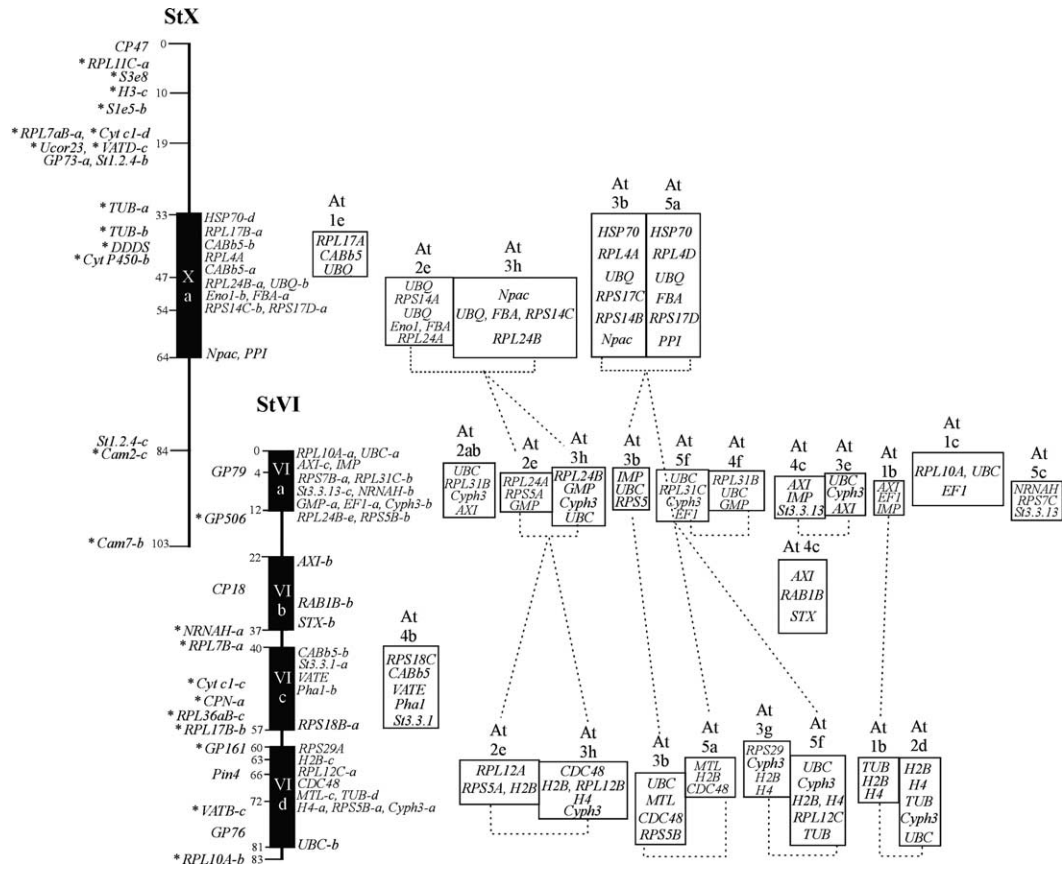 StX
0
CP47
* RPL11C-a
* S3e8
* H3-c
10
* S1e5-b
* RPL7aB-a, * Cyt c1-d
19
* Ucor23, * VATD-c
GP73-a, St1.2.4-b
* TUB-a
33
* TUB-b
* DDDS
* Cyt P450-b
47
54
64
X
a
HSP70-d
RPL17B-a
CABb5-b
RPL4A
CABb5-a
RPL24B-a, UBQ-b
Eno1-b, FBA-a
RPS14C-b, RPS17D-a
Npac, PPI
St1.2.4-c
84
* Cam2-c
* Cam7-b
103
At
1e
RPL17A
CABb5
UBQ
At
2e
UBQ
RPS14A
UBQ
Eno1, FBA
RPL24A
At
3h
Npac
UBQ, FBA, RPS14C
RPL24B
At
3b
HSP70
RPL4A
UBQ
RPS17C
RPS14B
Npac
At
5a
HSP70
RPL4D
UBQ
FBA
RPS17D
PPI
StVI
0
GP79
4
12
* GP506
VI
a
RPL10A-a, UBC-a
AXI-c, IMP
RPS7B-a, RPL31C-b
St3.3.13-c, NRNAH-b
GMP-a, EF1-a, Cyph3-b
RPL24B-e, RPS5B-b
22
CP18
VI
b
AXI-b
RAB1B-b
STX-b
37
* NRNAH-a
* RPL7B-a
40
* Cyt c1-c
* CPN-a
* RPL36aB-c
* RPL17B-b
57
VI
c
CABb5-b
St3.3.1-a
VATE
Pha1-b
RPS18B-a
* GP161
60
63
Pin4
66
72
* VATB-c
GP76
81
* RPL10A-b
83
VI
d
RPS29A
H2B-c
RPL12C-a
CDC48
MTL-c, TUB-d
H4-a, RPS5B-a, Cyph3-a
UBC-b
At
2ab
UBC
RPL31B
Cyph3
AXI
At
2e
RPL24A
RPS5A
GMP
At
3h
RPL24B
GMP
Cyph3
UBC
At
3b
IMP
UBC
RPS5
At
5f
UBC
RPL31C
Cyph3
EF1
At
4f
RPL31B
UBC
GMP
At
4c
AXI
IMP
St3.3.13
At
3e
UBC
Cyph3
AXI
At
1b
AXI
EF1
IMP
At
1c
RPL10A, UBC
EF1
At
5c
NRNAH
RPS7C
St3.3.13
At 4c
AXI
RAB1B
STX
At
4b
RPS18C
CABb5
VATE
Pha1
St3.3.1
At
2e
RPL12A
RPS5A, H2B
At
3h
CDC48
H2B, RPL12B
H4
Cyph3
At
3b
UBC
MTL
CDC48
RPS5B
At
5a
MTL
H2B
CDC48
At
3g
RPS29
Cyph3
H2B
H4
At
5f
UBC
Cyph3
H2B, H4
RPL12C
TUB
At
1b
TUB
H2B
H4
At
2d
H2B
H4
TUB
Cyph3
UBC